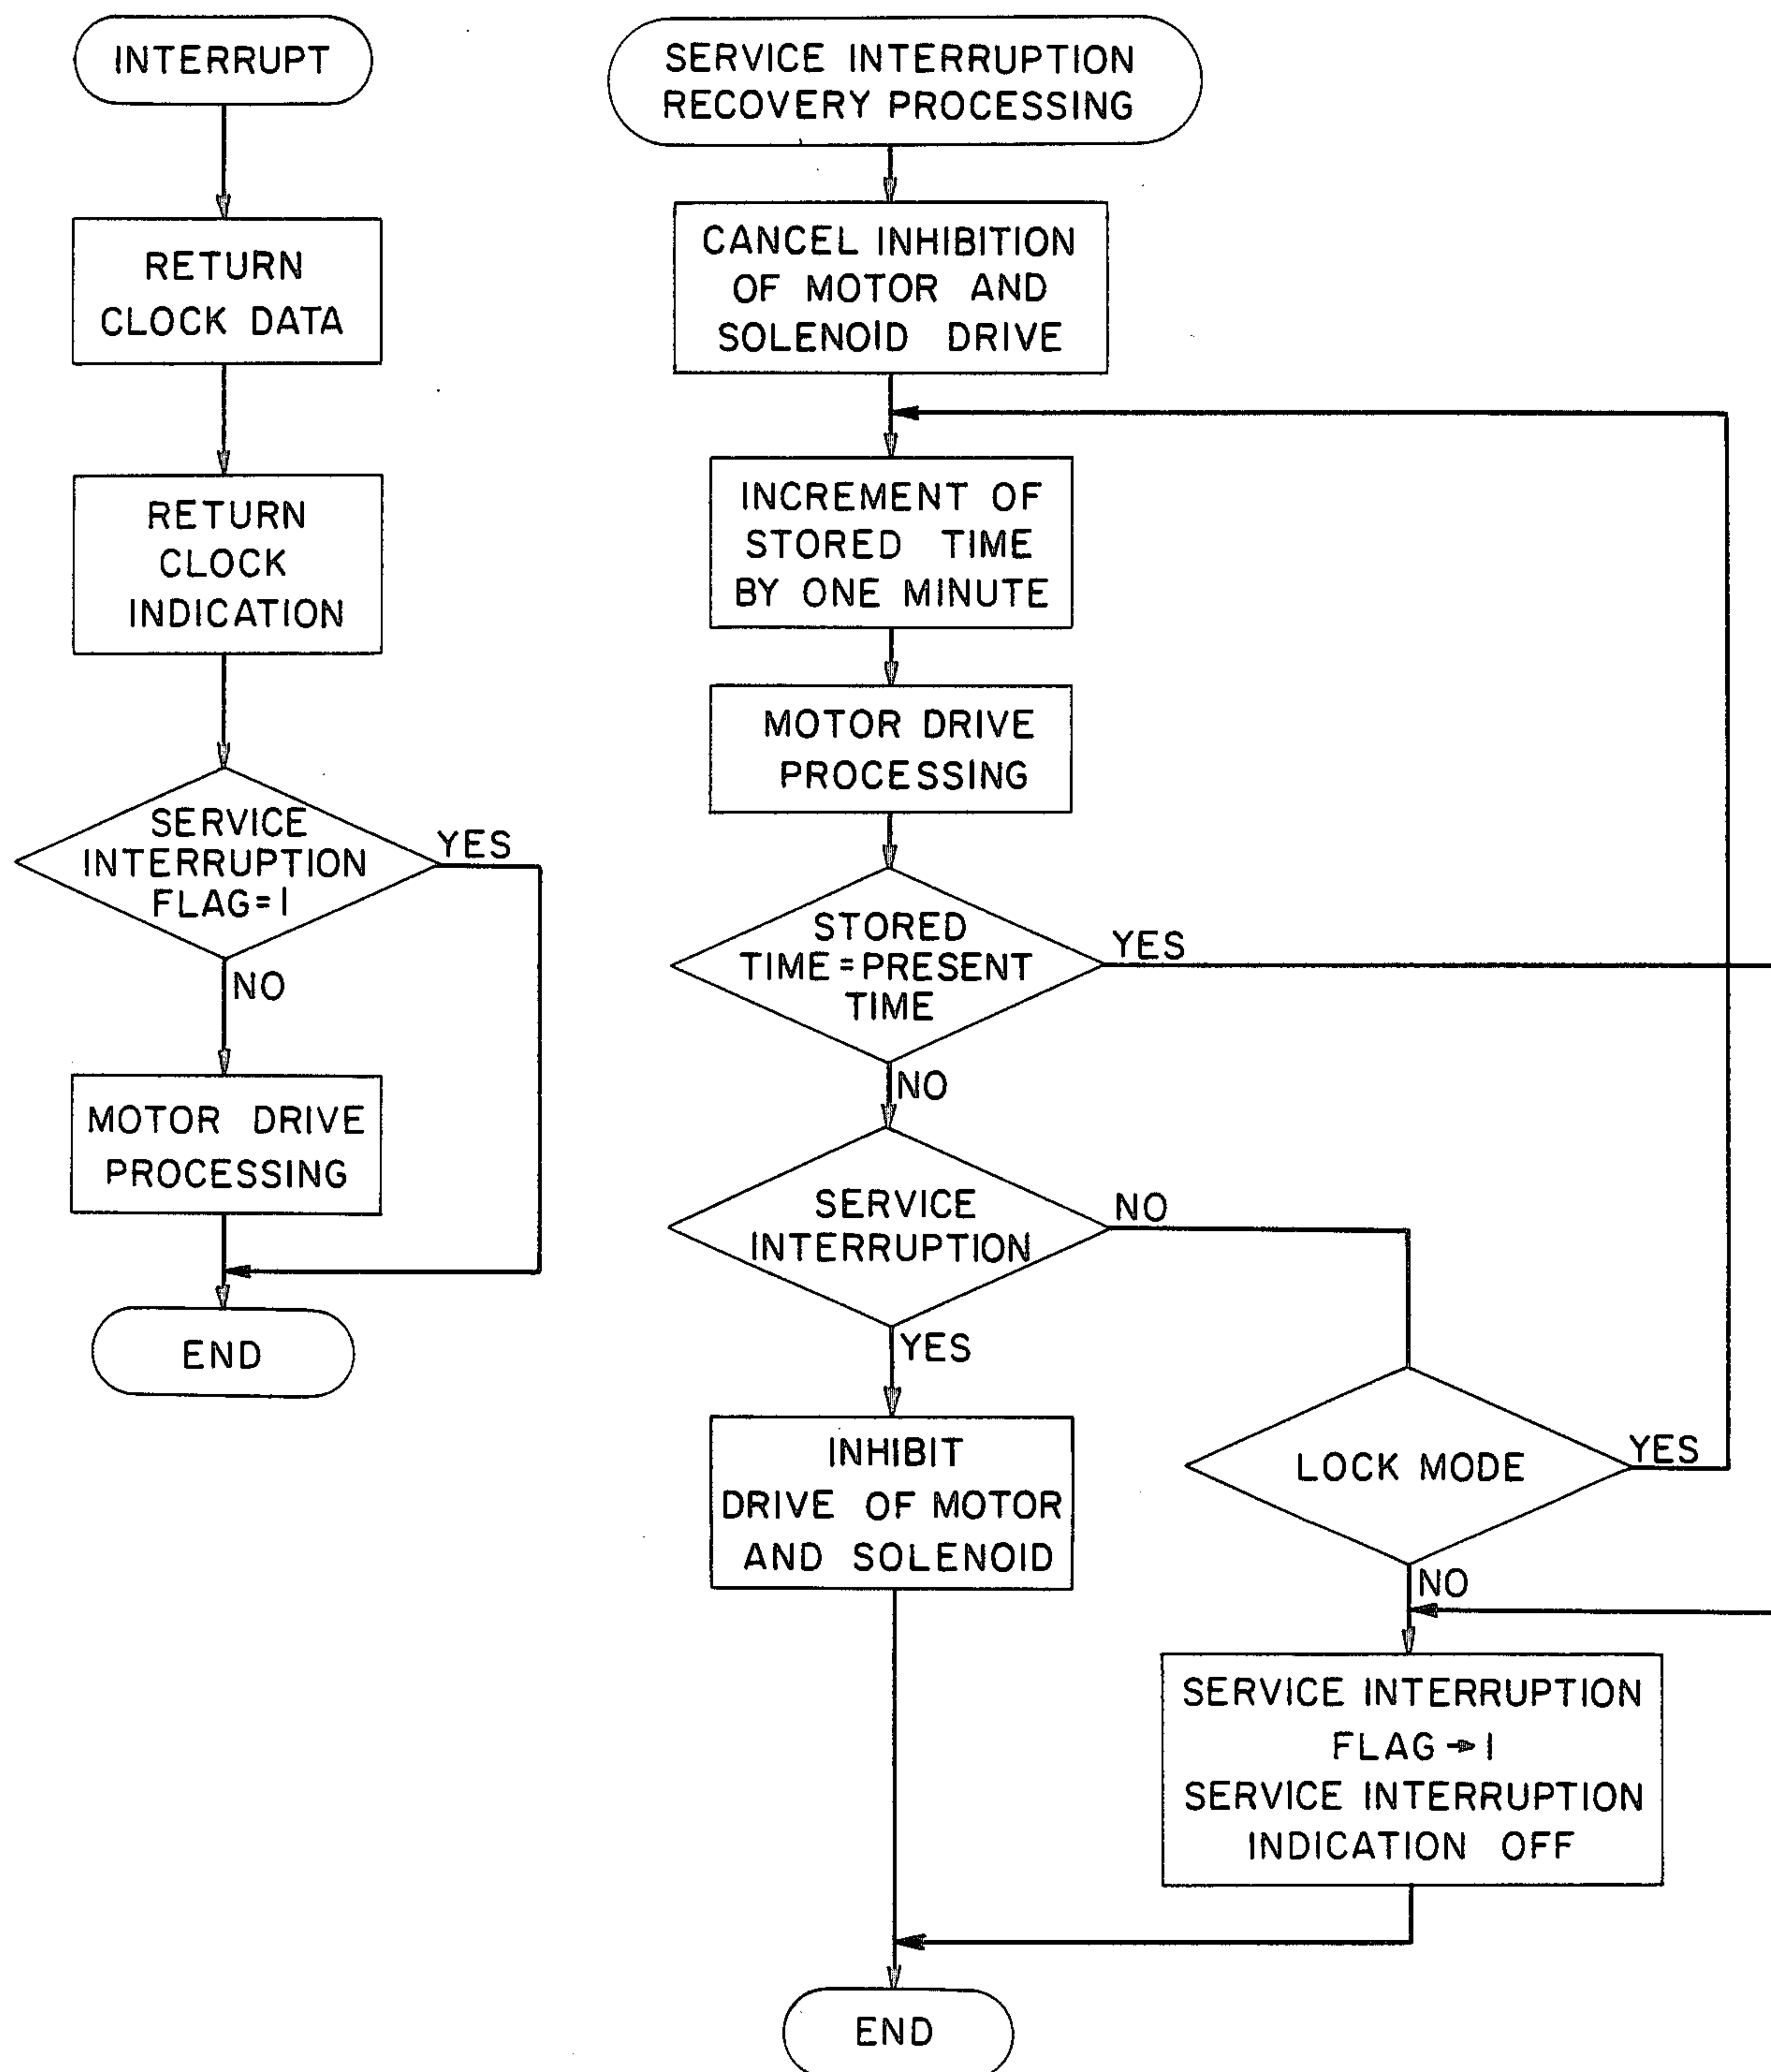 INTERRUPT
RETURN
CLOCK DATA
RETURN
CLOCK
INDICATION
SERVICE
INTERRUPTION
FLAG=1
YES
NO
MOTOR DRIVE
PROCESSING
END
SERVICE INTERRUPTION
RECOVERY PROCESSING
CANCEL INHIBITION
OF MOTOR AND
SOLENOID DRIVE
INCREMENT OF
STORED TIME
BY ONE MINUTE
MOTOR DRIVE
PROCESSING
STORED
TIME=PRESENT
TIME
YES
NO
SERVICE
INTERRUPTION
NO
YES
INHIBIT
DRIVE OF MOTOR
AND SOLENOID
LOCK MODE
YES
NO
SERVICE INTERRUPTION
FLAG→1
SERVICE INTERRUPTION
INDICATION OFF
END